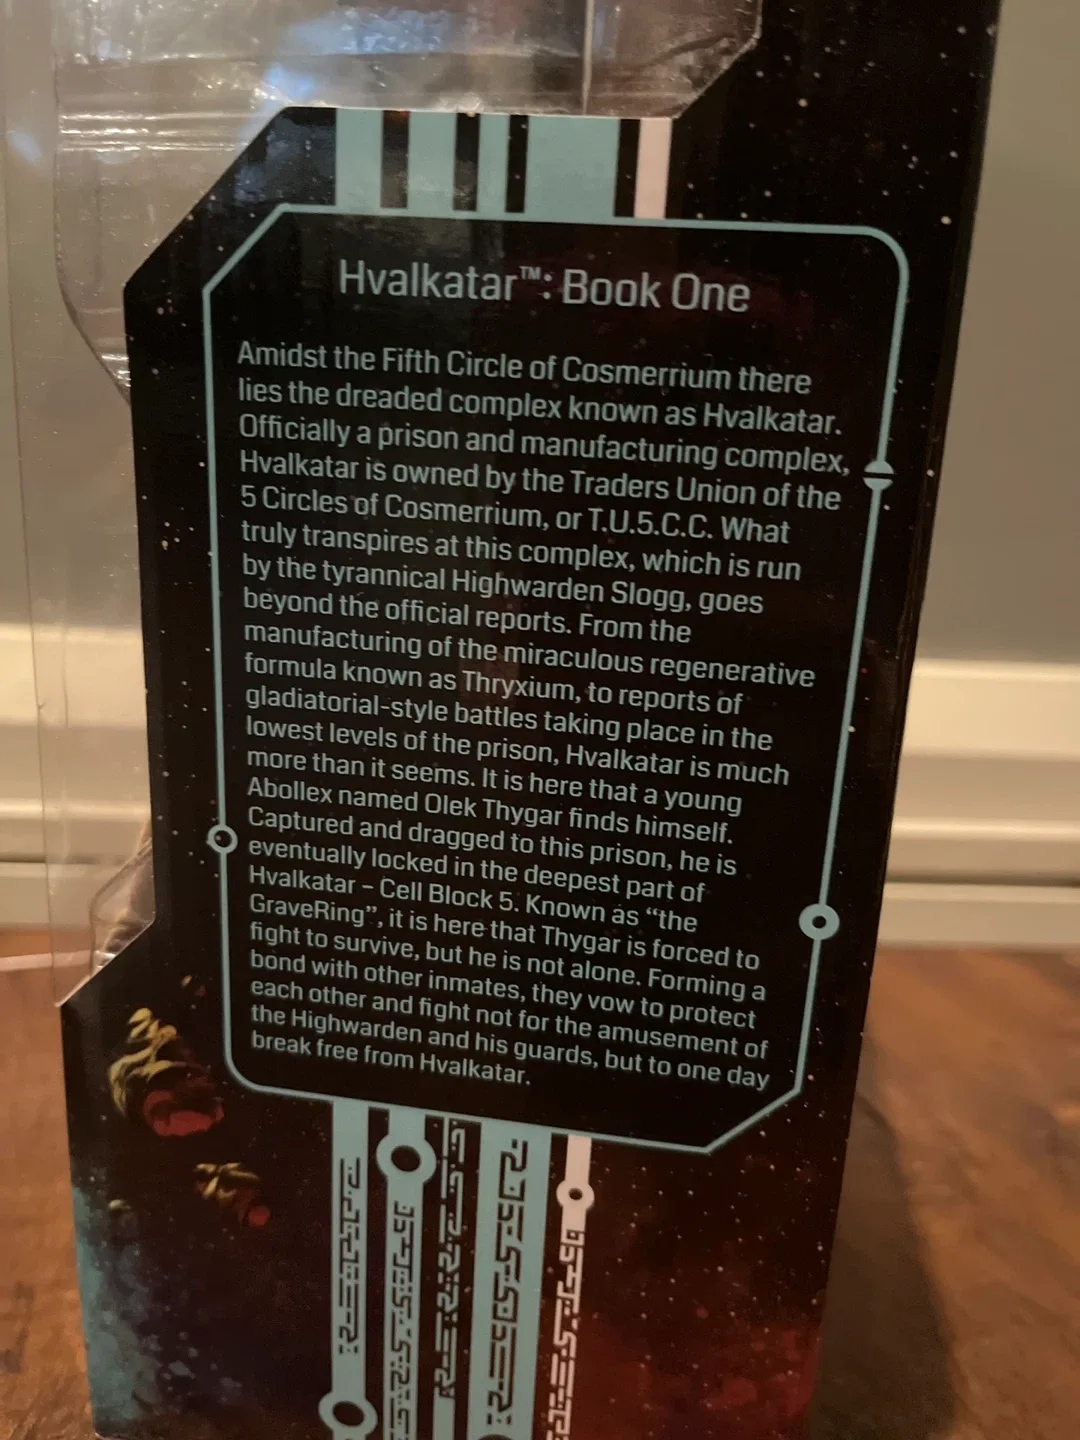 Hvalkatar™: Book One
Amidst the Fifth Circle of Cosmerrium there
lies the dreaded complex known as Hvalkatar.
Officially a prison and manufacturing complex,
Hvalkatar is owned by the Traders Union of the
5 Circles of Cosmerrium, or T.U.5.C.C. What
truly transpires at this complex, which is run
by the tyrannical Highwarden Slogg, goes
beyond the official reports. From the
manufacturing of the miraculous regenerative
formula known as Thryxium, to reports of
gladiatorial-style battles taking place in the
lowest levels of the prison, Hvalkatar is much
more than it seems. It is here that a young
Abollex named Olek Thygar finds himself.
Captured and dragged to this prison, he is
eventually locked in the deepest part of
Hvalkatar – Cell Block 5. Known as “the
GraveRing”, it is here that Thygar is forced to
fight to survive, but he is not alone. Forming a
bond with other inmates, they vow to protect
each other and fight not for the amusement of
the Highwarden and his guards, but to one day
break free from Hvalkatar.